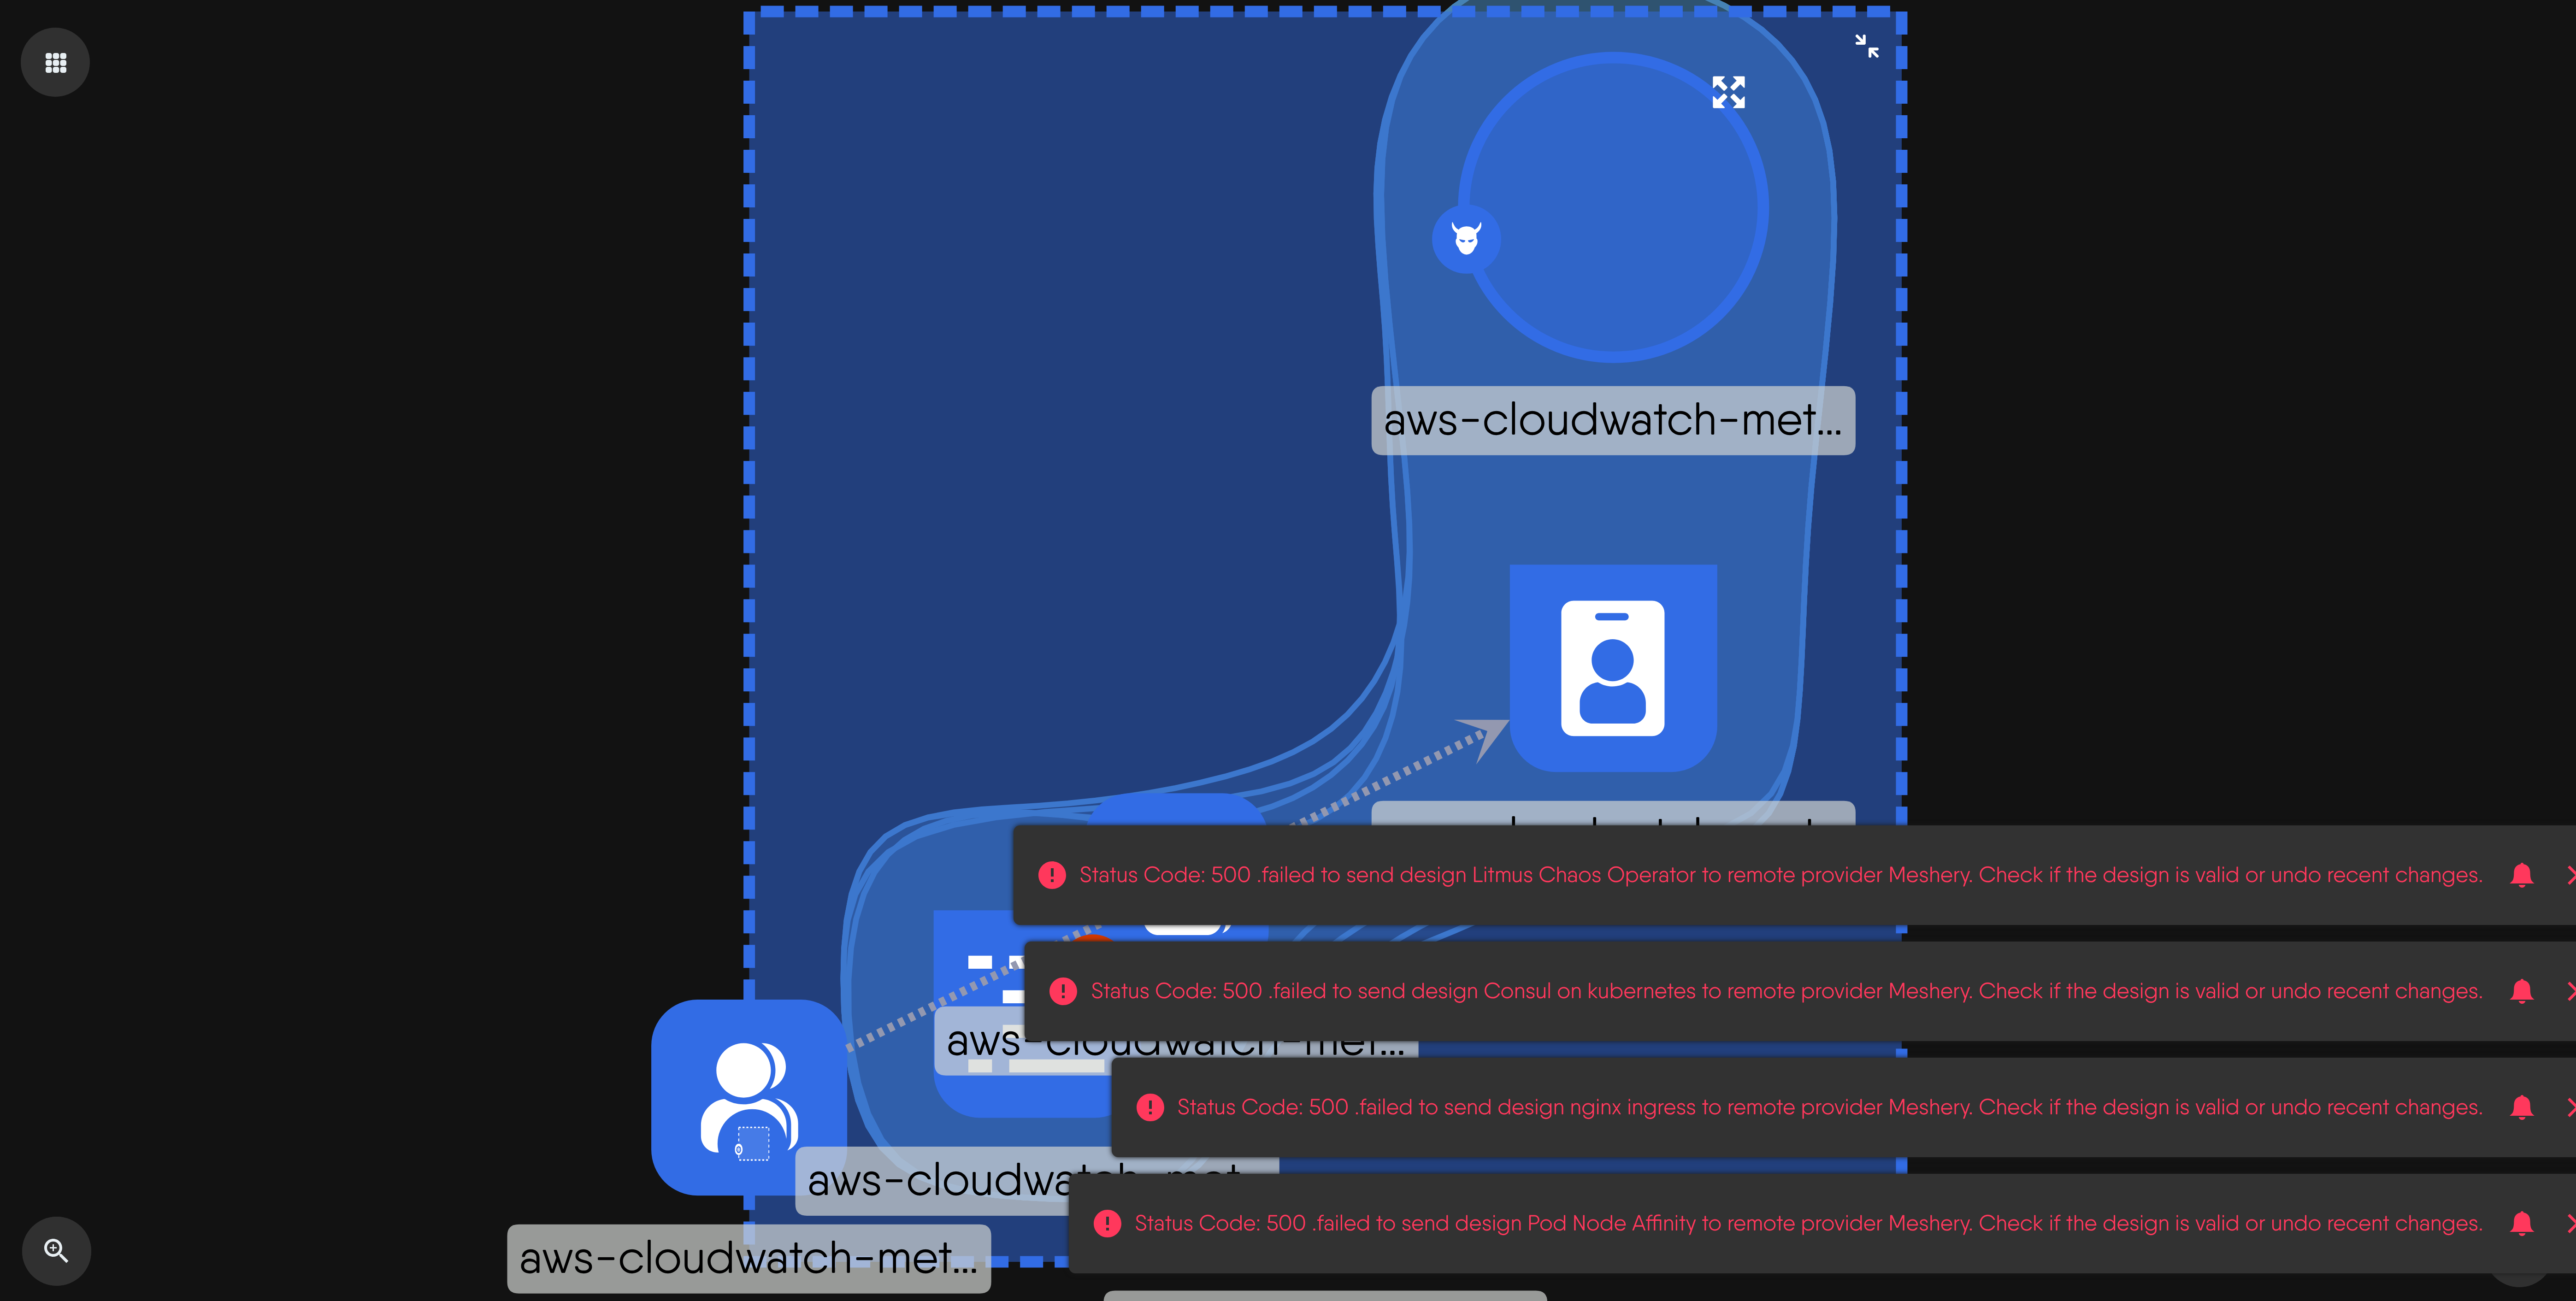 aws-cloudwatch-met...
Status Code: 500 .failed to send design Litmus Chaos Operator to remote provider Meshery. Check if the design is valid or undo recent changes.
Status Code: 500 .failed to send design Consul on kubernetes to remote provider Meshery. Check if the design is valid or undo recent changes.
aws-cloudwatch-met...
Status Code: 500 .failed to send design nginx ingress to remote provider Meshery. Check if the design is valid or undo recent changes.
aws-cloudwatch-met...
Status Code: 500 .failed to send design Pod Node Affinity to remote provider Meshery. Check if the design is valid or undo recent changes.
aws-cloudwatch-met...